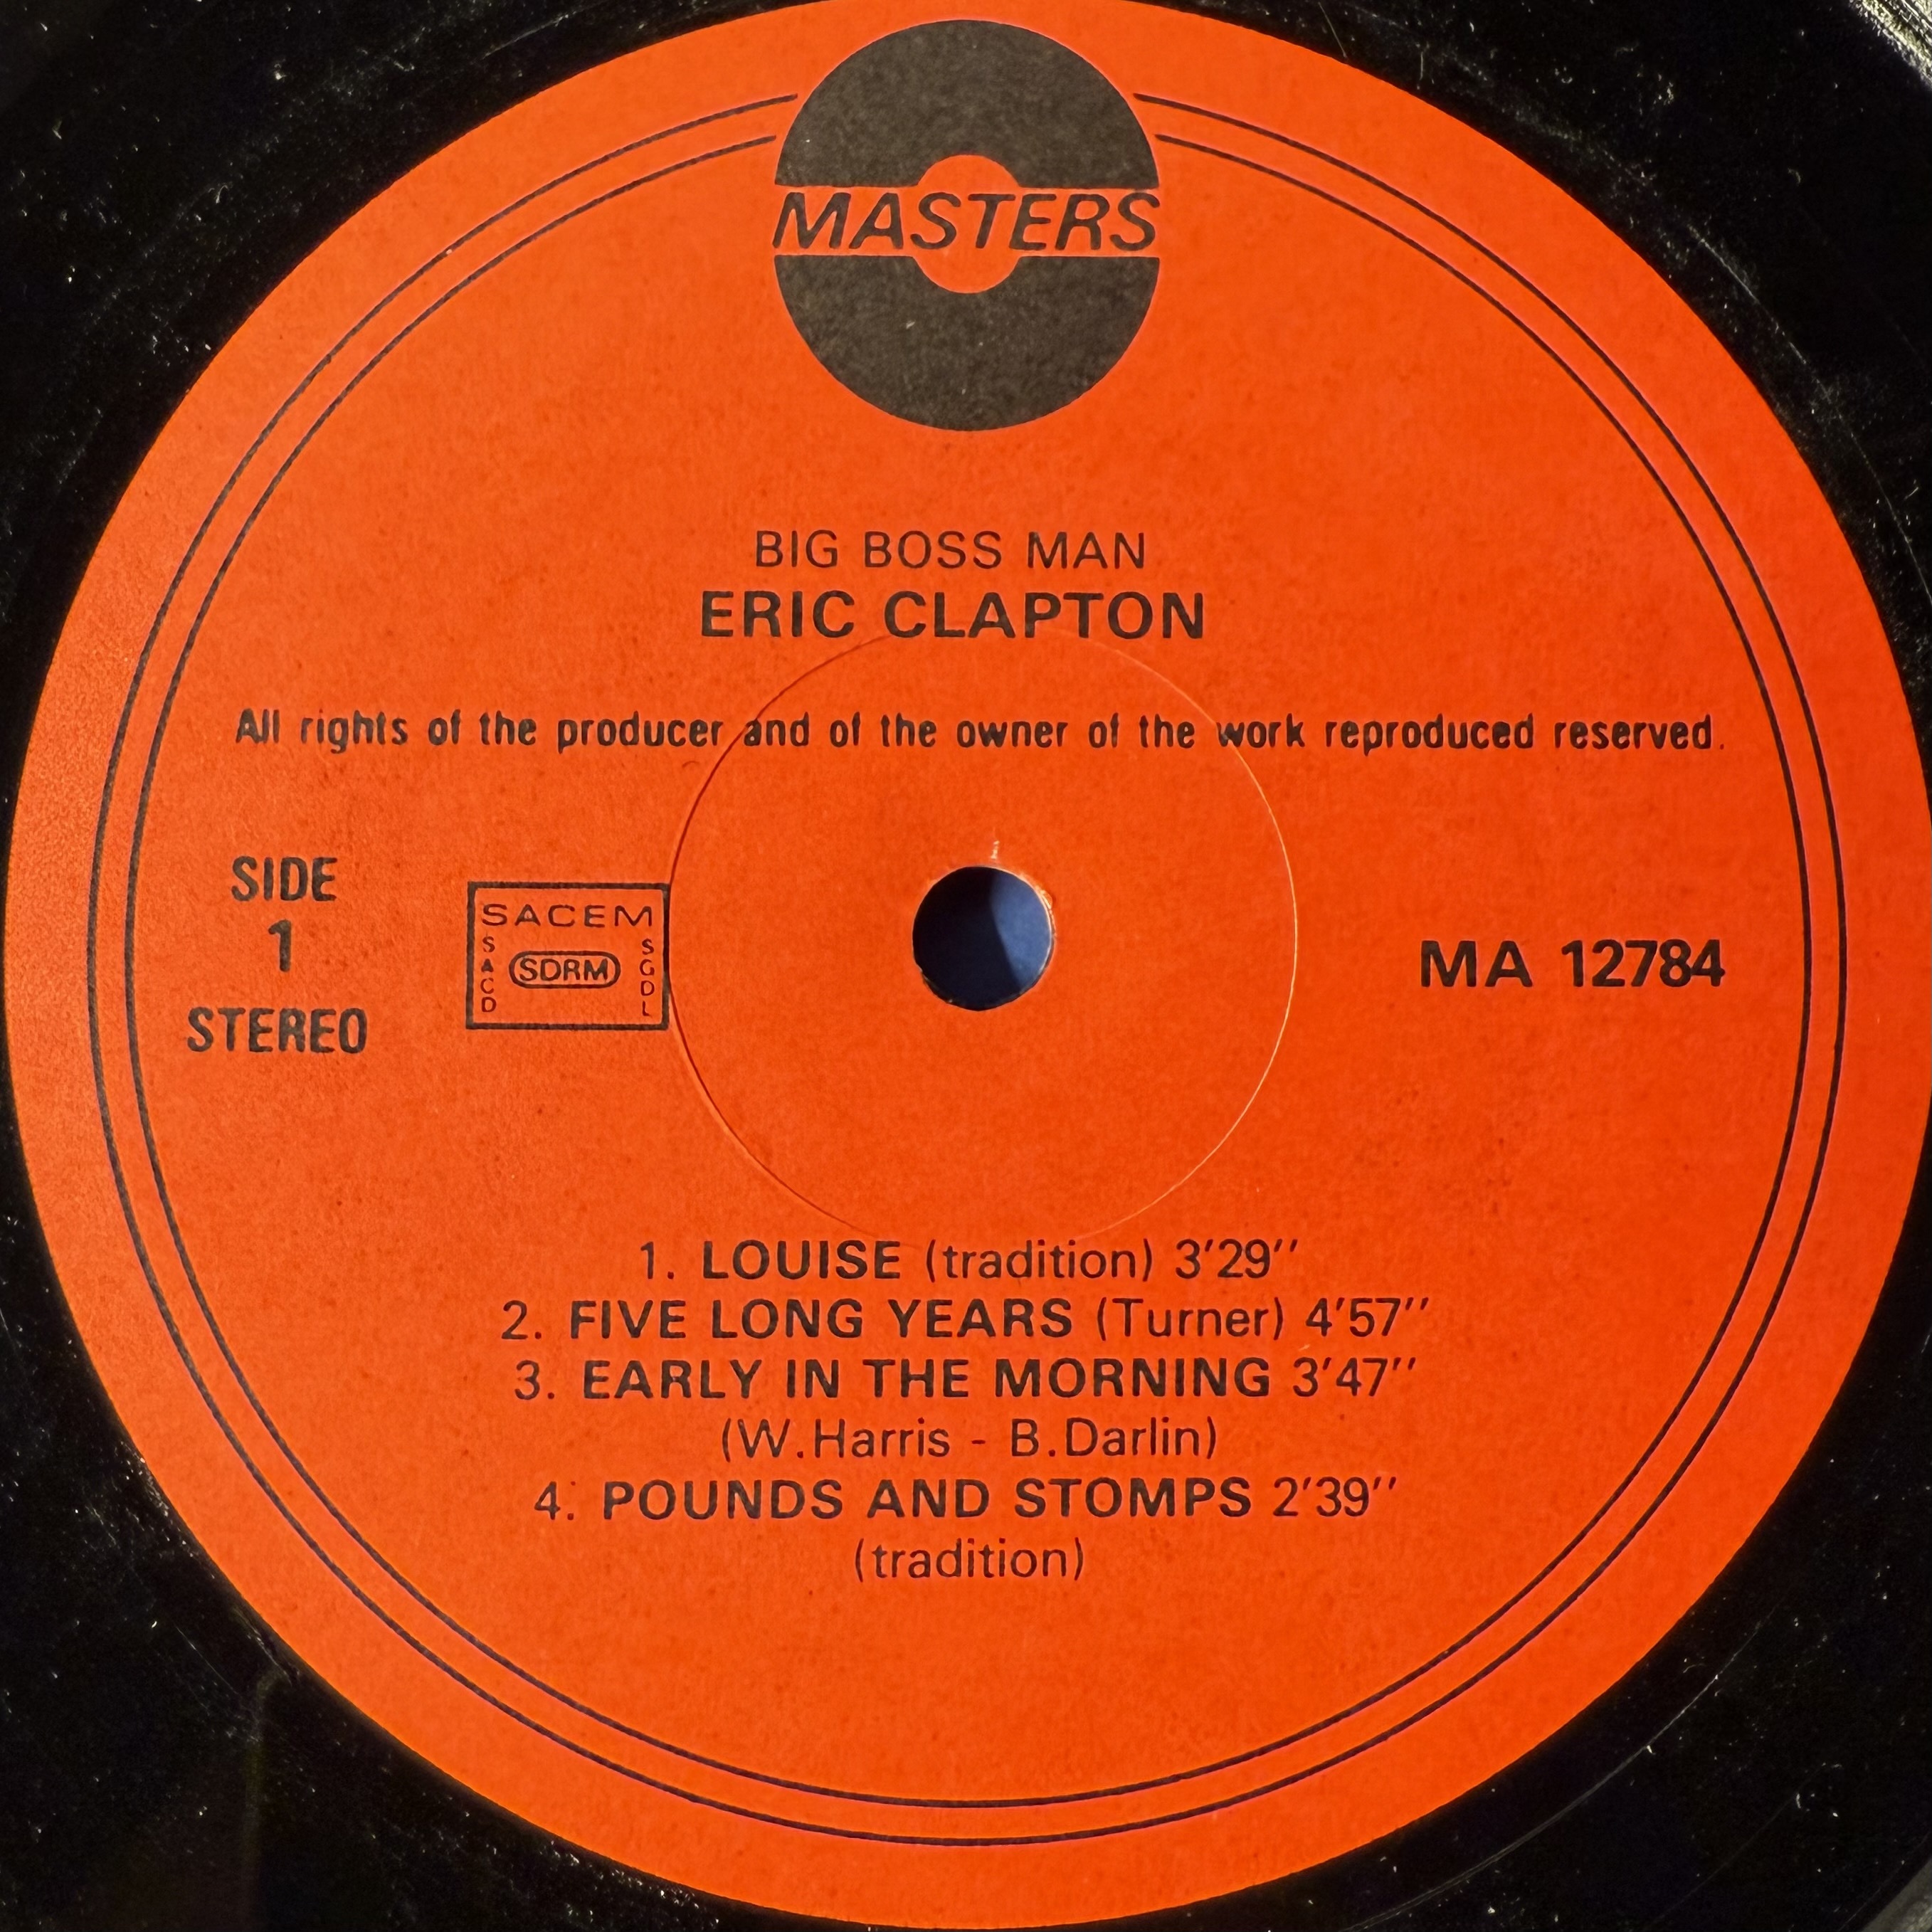 MASTERS
BIG BOSS MAN
ERIC CLAPTON
All rights of the producer and of the owner of the work reproduced reserved.
SIDE
1
STEREO
SACEM
SACD
SDRM
SGDL
MA 12784
1. LOUISE (tradition) 3'29''
2. FIVE LONG YEARS (Turner) 4'57''
3. EARLY IN THE MORNING 3'47''
(W.Harris - B.Darlin)
4. POUNDS AND STOMPS 2'39''
(tradition)